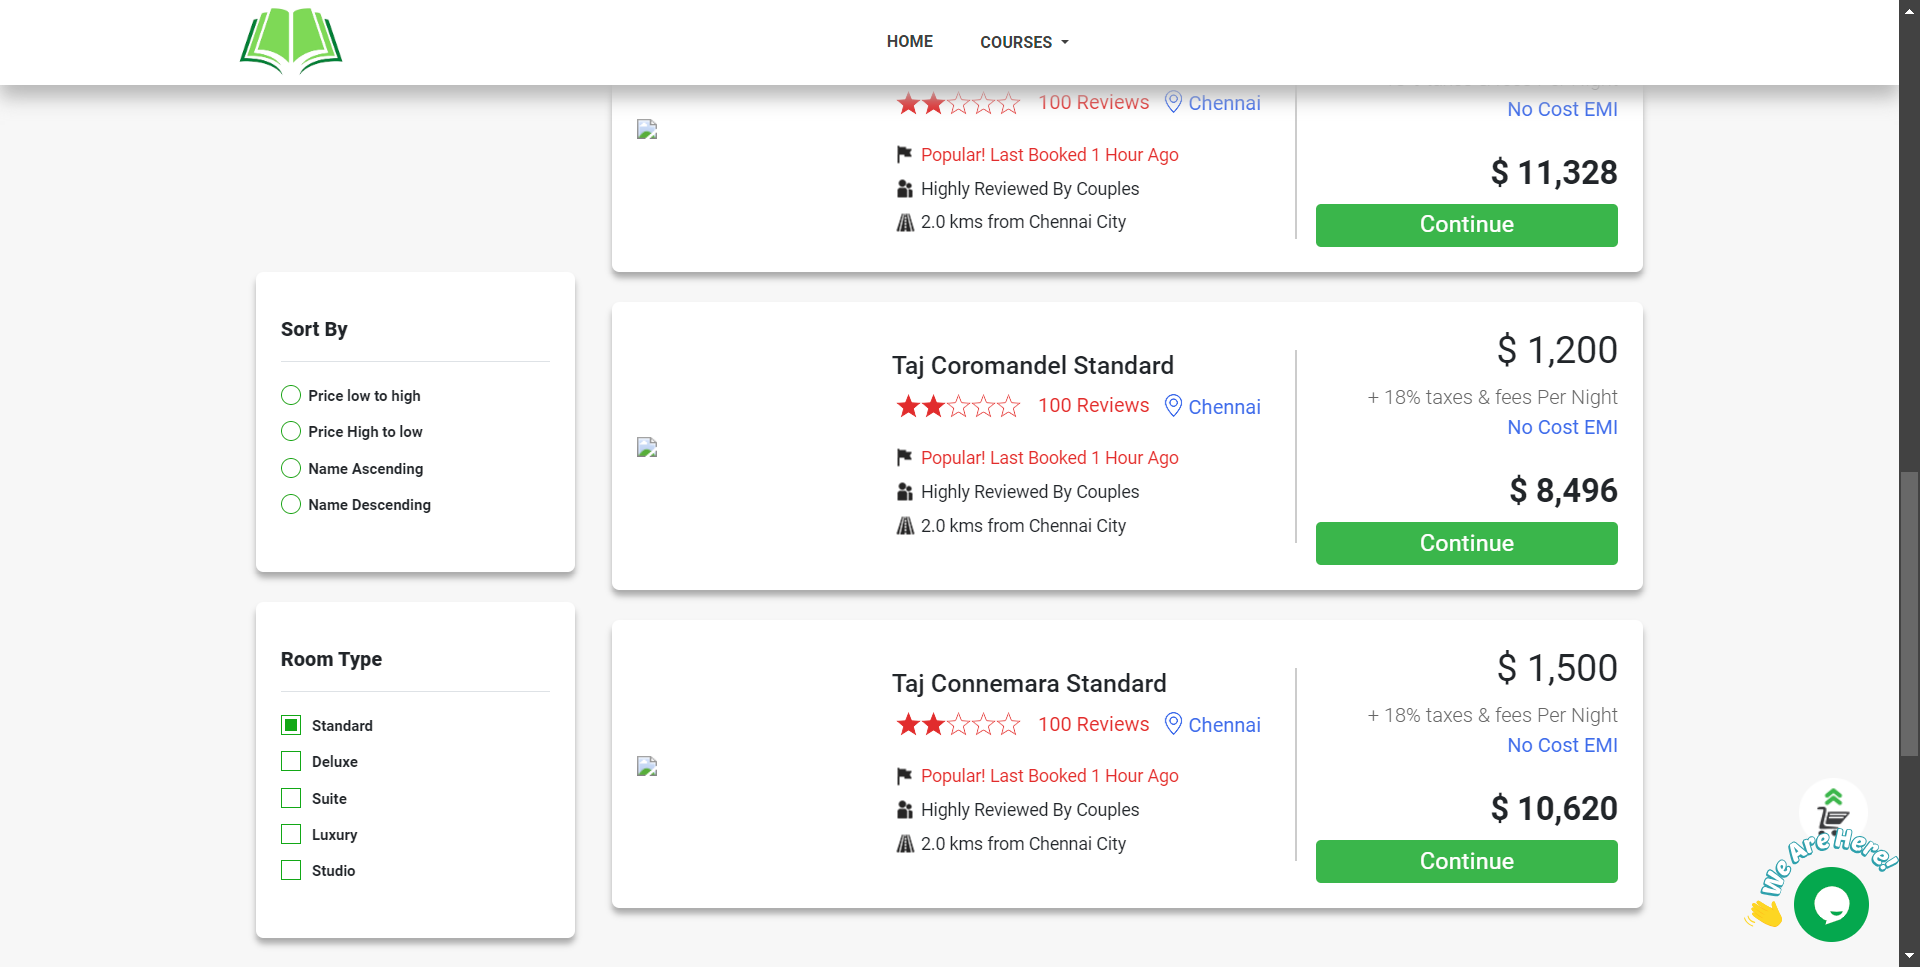 HOME
COURSES
100 Reviews
Chennai
No Cost EMI
Popular! Last Booked 1 Hour Ago
$ 11,328
Highly Reviewed By Couples
2.0 kms from Chennai City
Continue
Sort By
Price low to high
Price High to low
Name Ascending
Name Descending
Taj Coromandel Standard
$ 1,200
100 Reviews
Chennai
+ 18% taxes & fees Per Night
No Cost EMI
Popular! Last Booked 1 Hour Ago
Highly Reviewed By Couples
$ 8,496
2.0 kms from Chennai City
Continue
Room Type
Standard
Deluxe
Suite
Luxury
Studio
Taj Connemara Standard
$ 1,500
100 Reviews
Chennai
+ 18% taxes & fees Per Night
No Cost EMI
Popular! Last Booked 1 Hour Ago
Highly Reviewed By Couples
$ 10,620
2.0 kms from Chennai City
Continue
We Are Here!